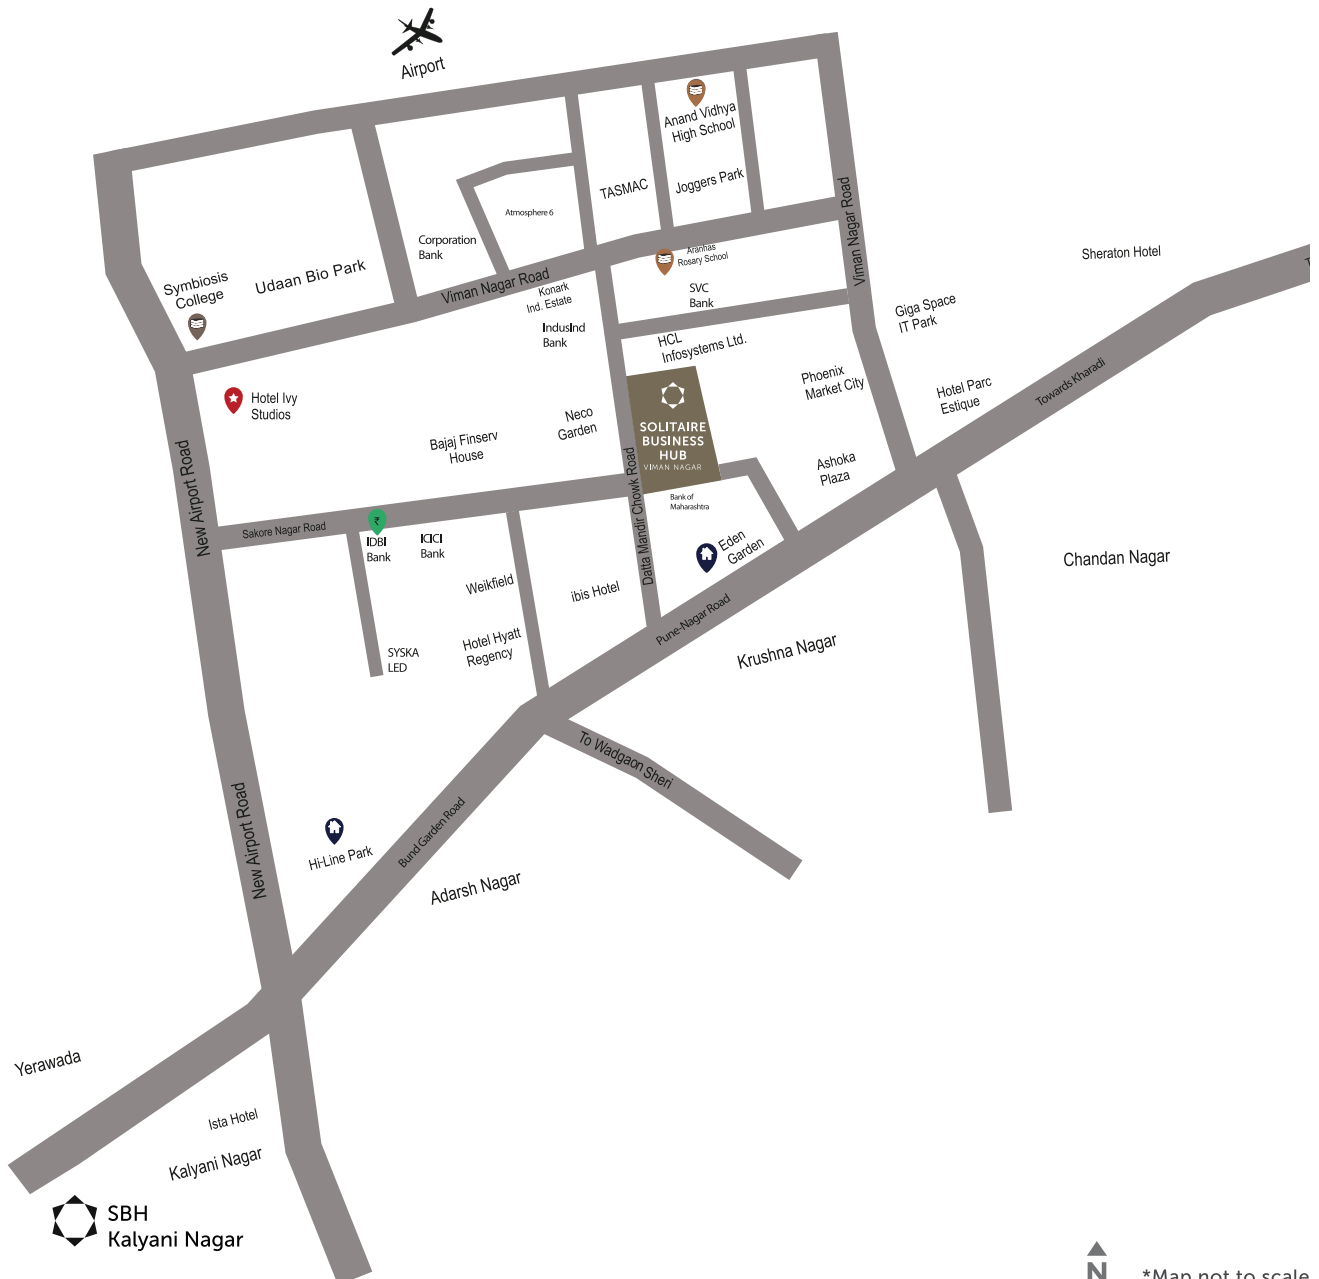 Airport
Anand Vidhya
High School
TASMAC
Joggers Park
Atmosphere 6
Corporation
Bank
Viman Nagar Road
Viman Nagar Road
Symbiosis
College
Udaan Bio Park
Aranhas
Rosary School
SVC
Bank
Konark
Ind. Estate
IndusInd
Bank
Sheraton Hotel
Giga Space
IT Park
HCL
Infosystems Ltd.
Phoenix
Market City
Hotel Parc
Estique
Towards Kharadi
Hotel Ivy
Studios
Neco
Garden
Bajaj Finserv
House
SOLITAIRE
BUSINESS
HUB
VIMAN NAGAR
Ashoka
Plaza
New Airport Road
Datta Mandir Chowk Road
Bank of
Maharashtra
Sakore Nagar Road
₹
IDBI
Bank
ICICI
Bank
Eden
Garden
Chandan Nagar
Weikfield
ibis Hotel
Pune-Nagar Road
SYSKA
LED
Hotel Hyatt
Regency
Krushna Nagar
To Wadgaon Sheri
New Airport Road
Hi-Line Park
Bund Garden Road
Adarsh Nagar
Yerawada
Ista Hotel
Kalyani Nagar
SBH
Kalyani Nagar
N
*Map not to scale